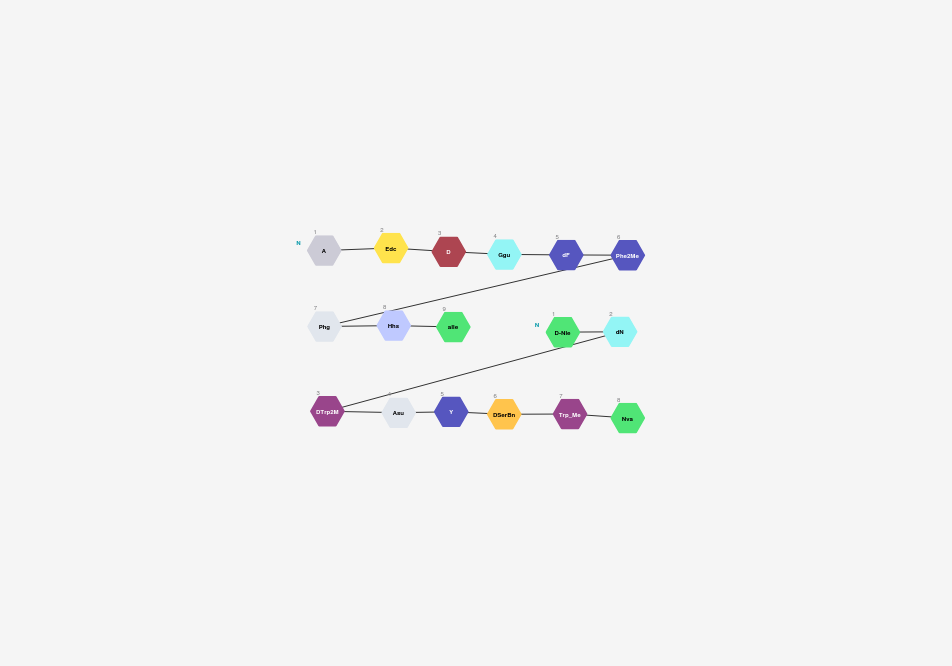 1 2 3 4 5 6
N A Edc D Ggu dF Phe2Me
7 8 9 1 2
Phg Hhs aIle N D-Nle dN
3 4 5 6 7 8
DTrp2M Asu Y DSerBn Trp_Me Nva